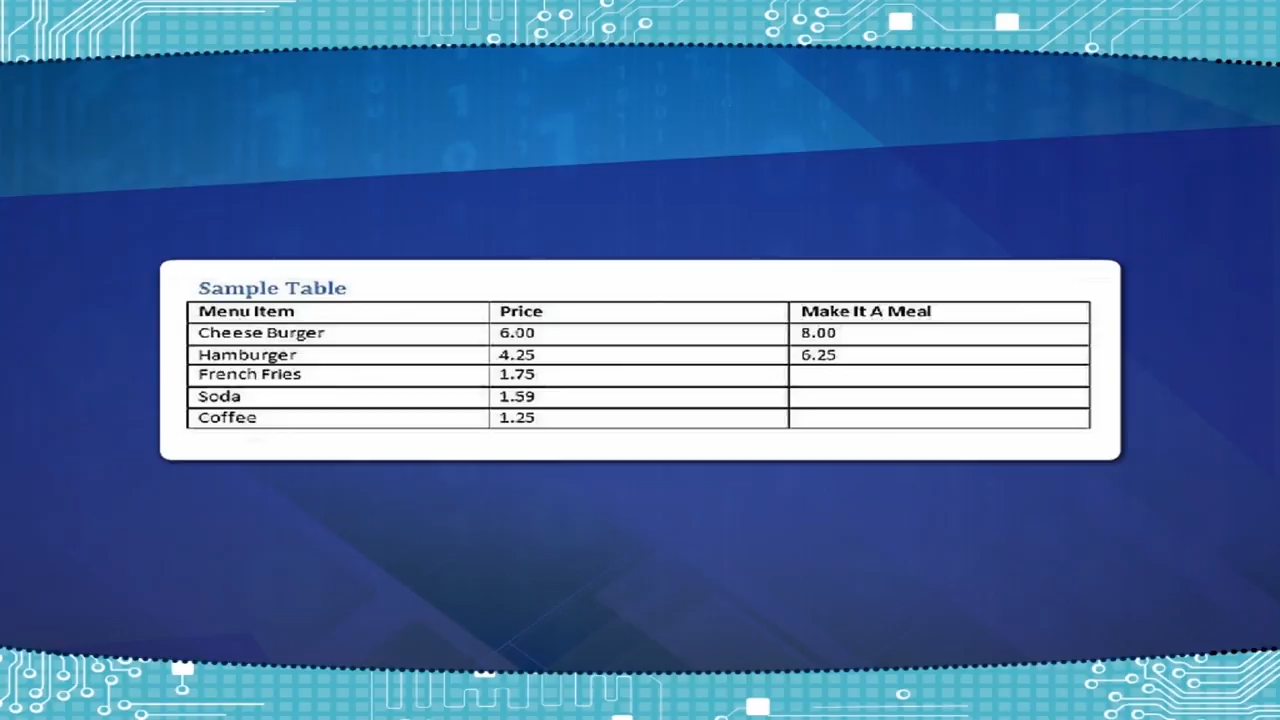 Sample Table
Menu Item Price Make It A Meal
Cheese Burger 6.00 8.00
Hamburger 4.25 6.25
French Fries 1.75
Soda 1.59
Coffee 1.25